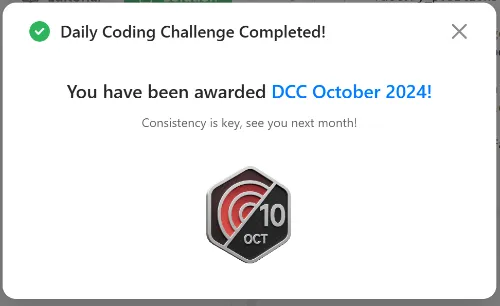 Daily Coding Challenge Completed!
You have been awarded DCC October 2024!
Consistency is key, see you next month!
10
OCT